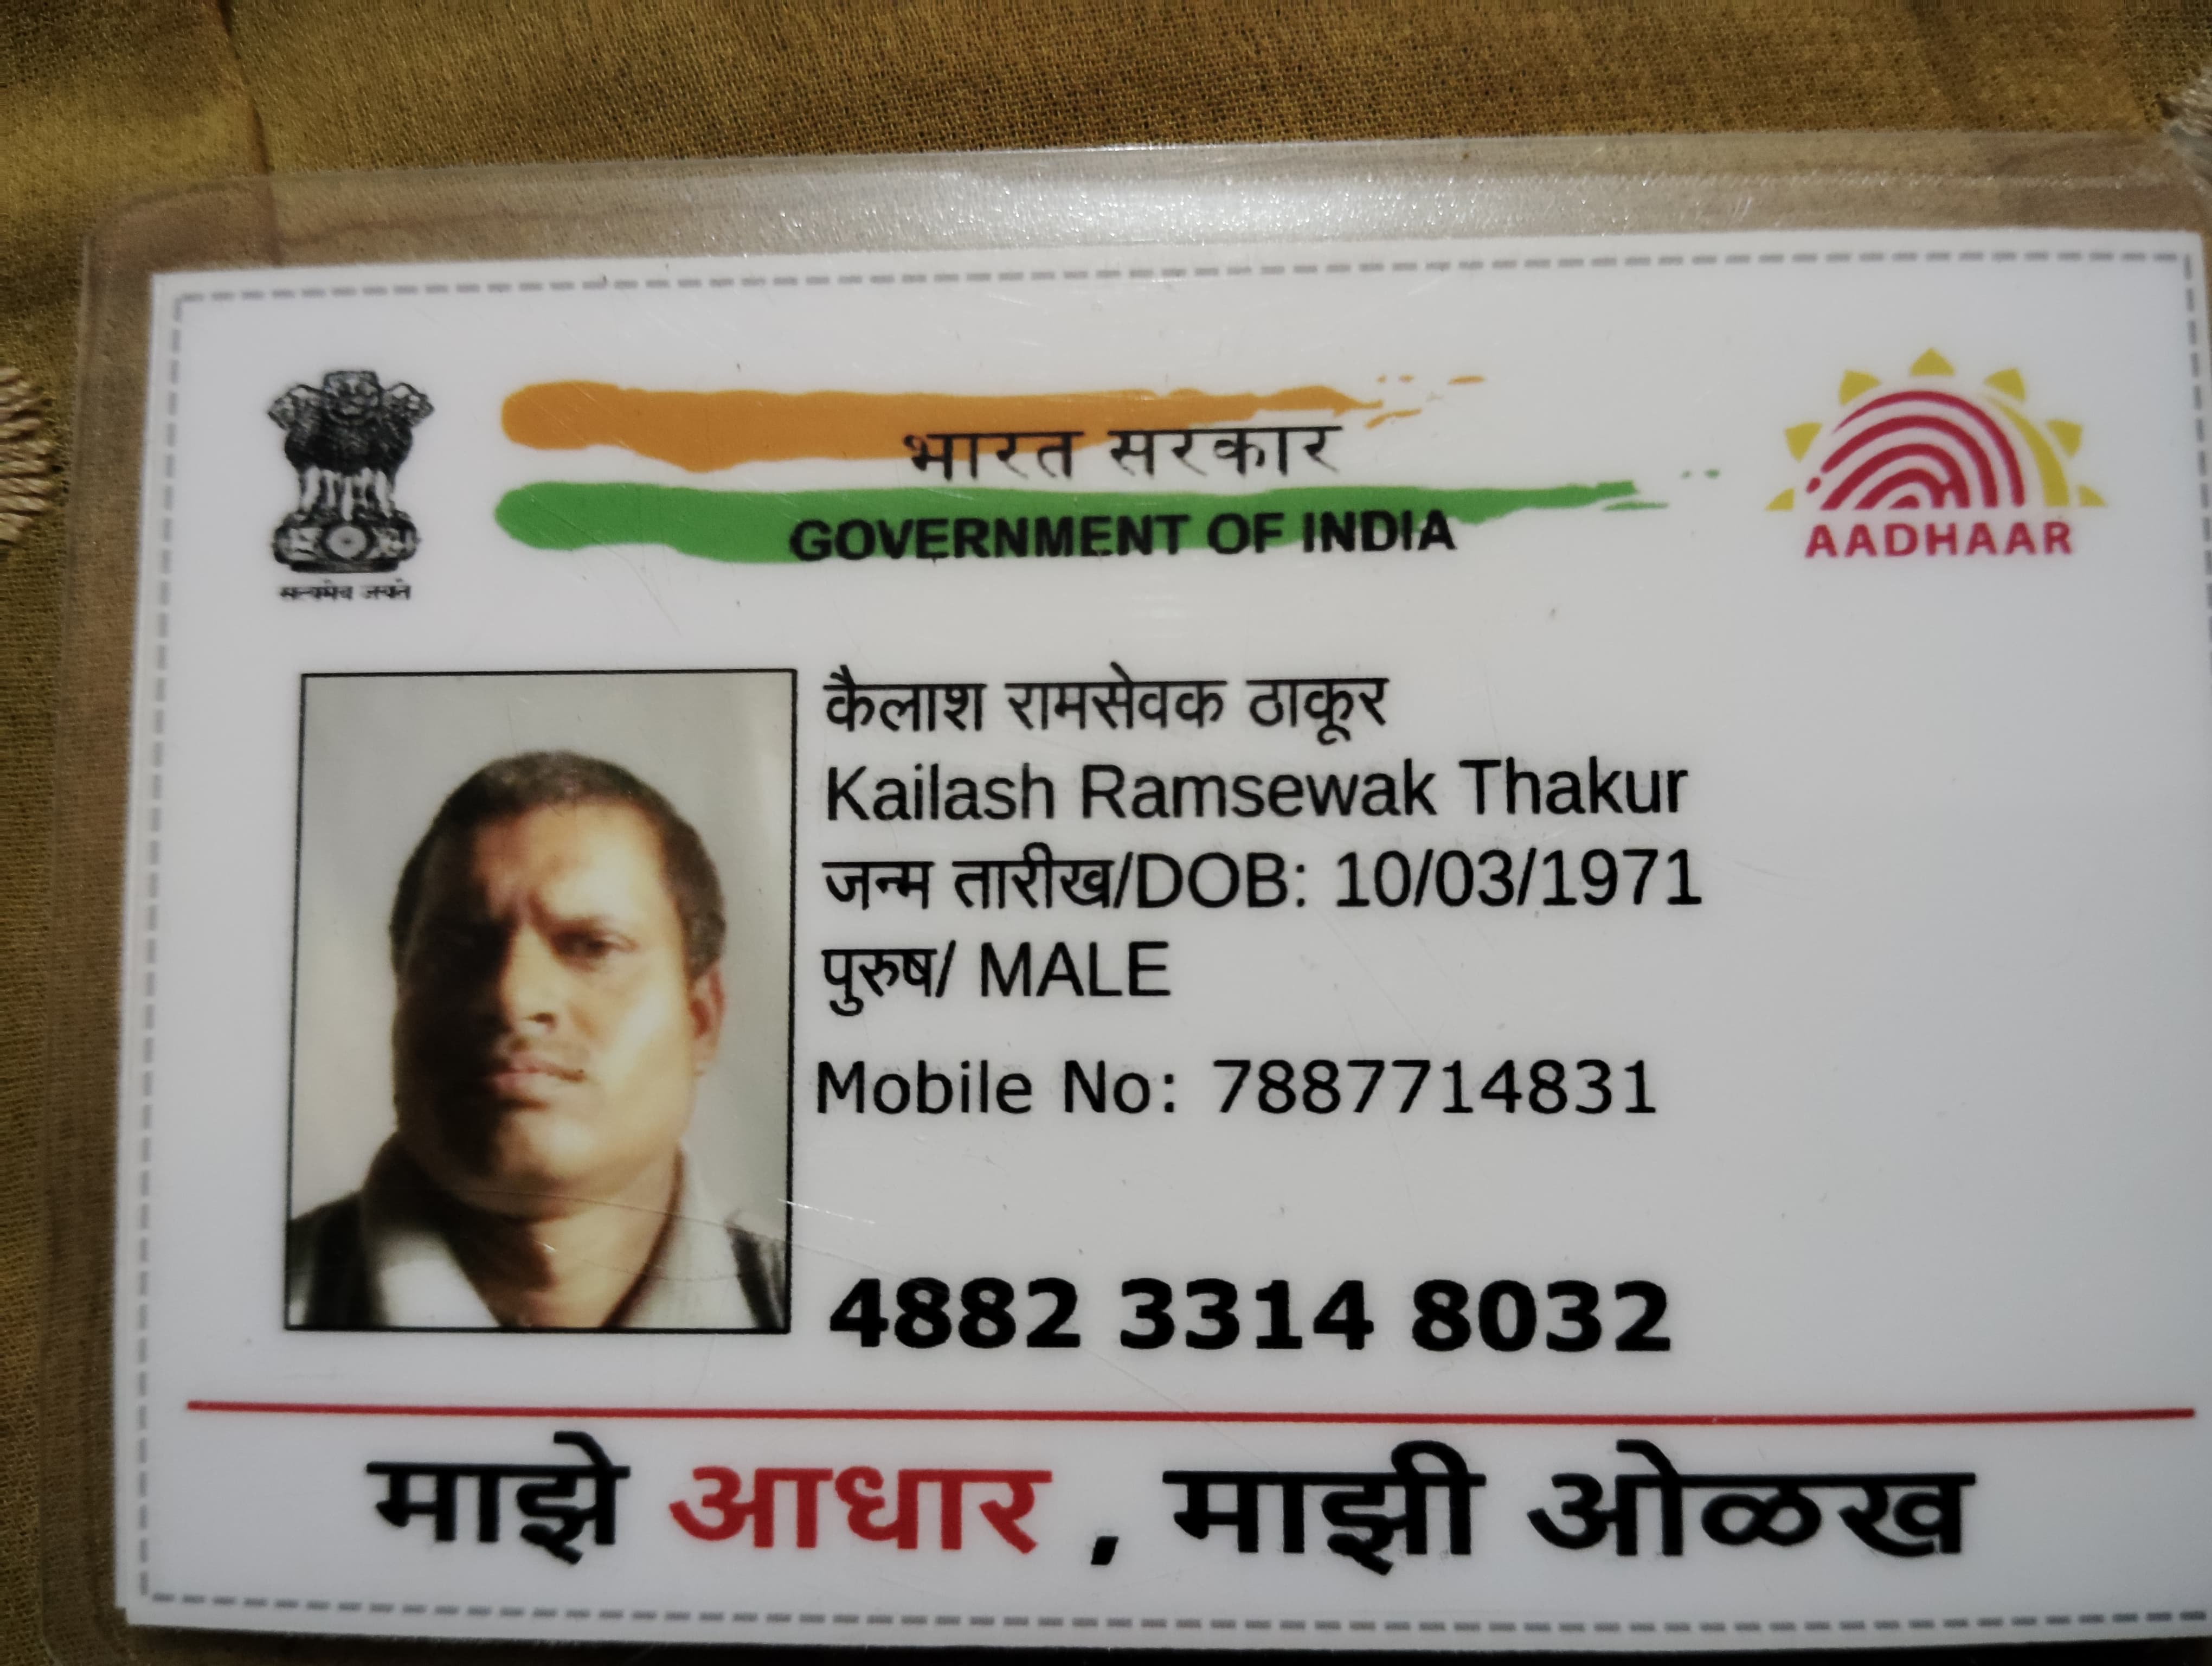 भारत सरकार
GOVERNMENT OF INDIA
AADHAAR
सत्यमेव जयते
कैलाश रामसेवक ठाकूर
Kailash Ramsewak Thakur
जन्म तारीख/DOB: 10/03/1971
पुरुष/ MALE
Mobile No: 7887714831
4882 3314 8032
माझे आधार , माझी ओळख